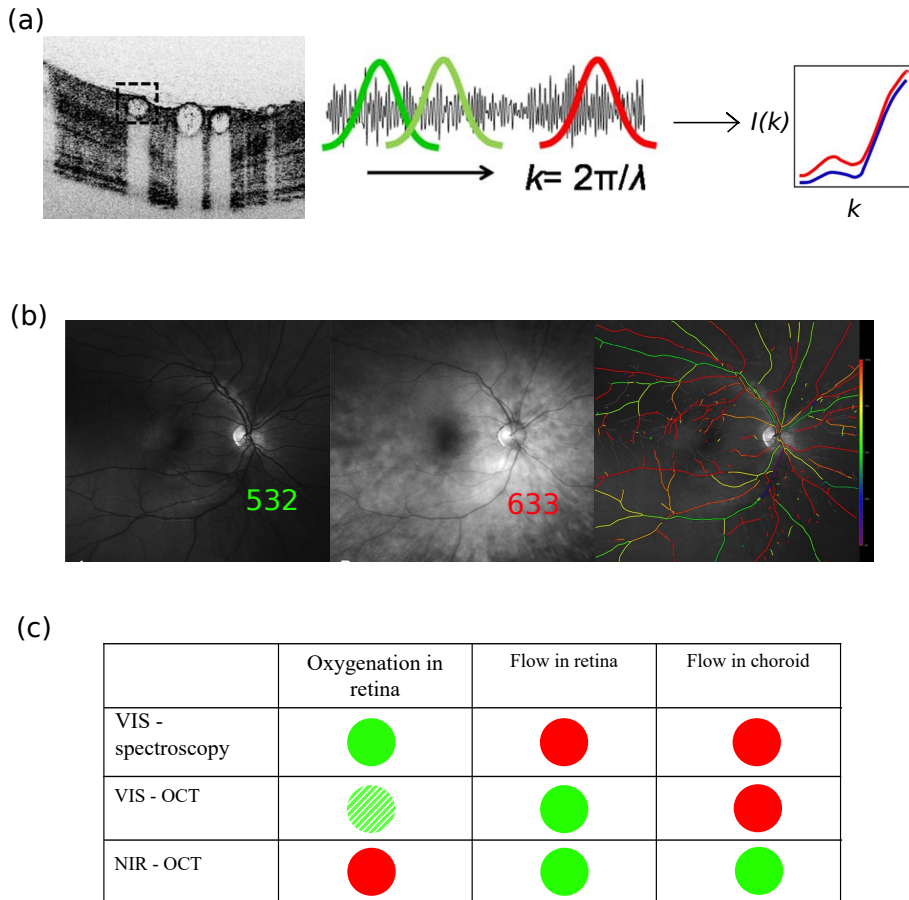 (a)
k= 2π/λ
I(k)
k
(b)
532
633
(c)
Oxygenation in
retina
Flow in retina
Flow in choroid
VIS -
spectroscopy
VIS - OCT
NIR - OCT